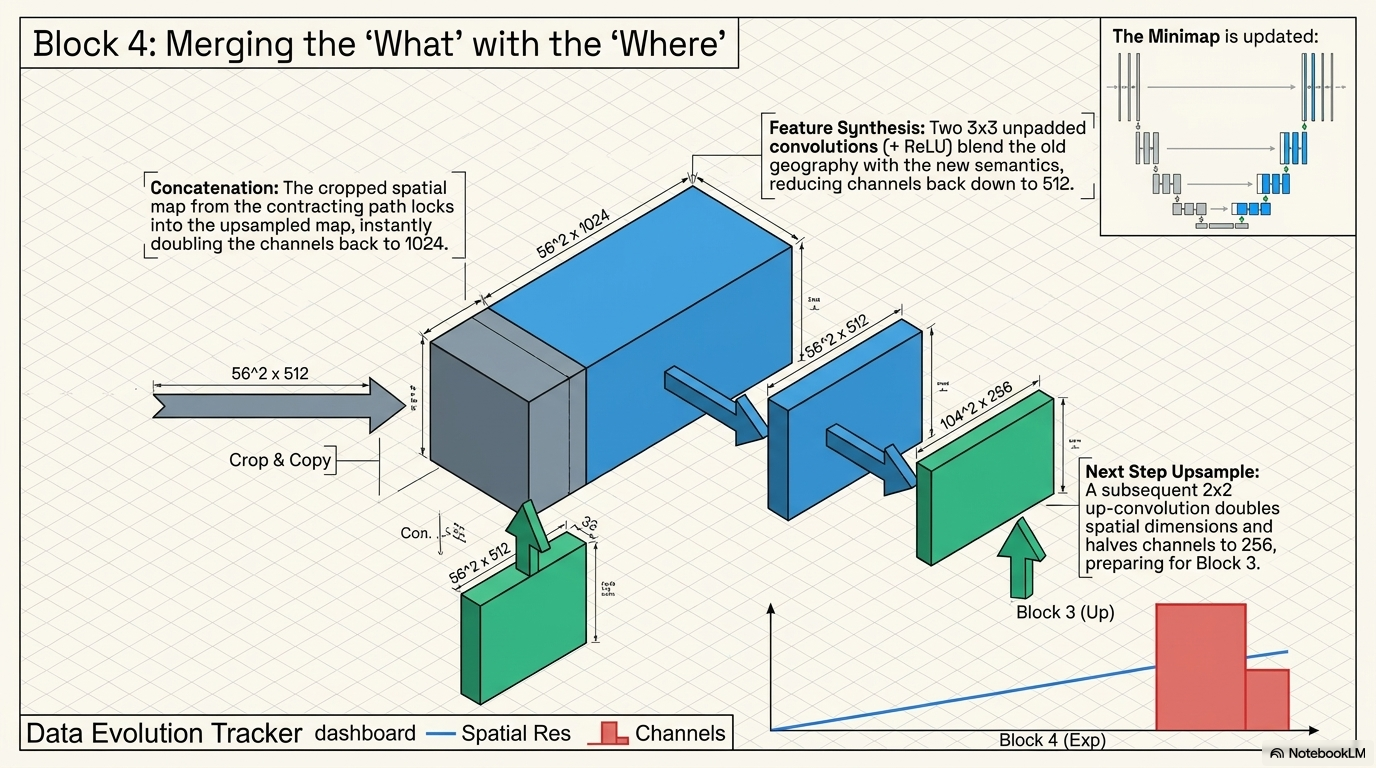 Block 4: Merging the ‘What’ with the ‘Where’
The Minimap is updated:
Feature Synthesis: Two 3x3 unpadded
convolutions (+ ReLU) blend the old
geography with the new semantics,
reducing channels back down to 512.
Concatenation: The cropped spatial
map from the contracting path locks
into the upsampled map, instantly
doubling the channels back to 1024.
56^2 x 1024
56^2 x 512
56^2 x 512
104^2 x 256
Crop & Copy
Next Step Upsample:
A subsequent 2x2
up-convolution doubles
spatial dimensions and
halves channels to 256,
preparing for Block 3.
Con..
56^2 x 512
Block 3 (Up)
Data Evolution Tracker dashboard Spatial Res Channels
Block 4 (Exp)
NotebookLM